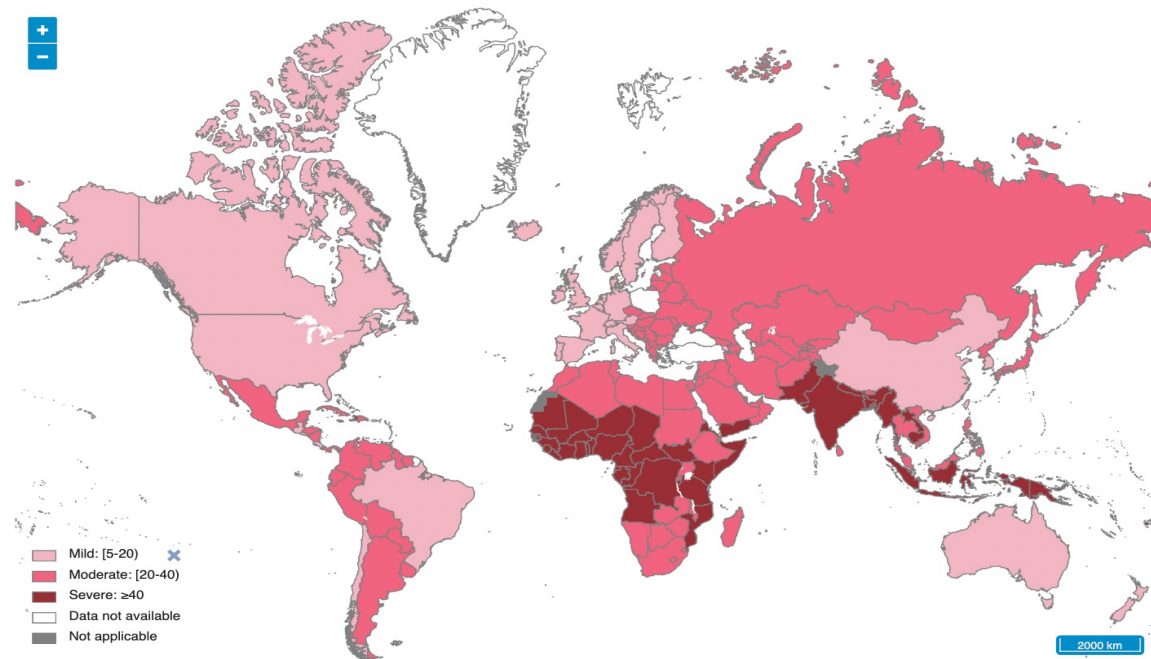 +
−
Mild: [5-20)
Moderate: [20-40)
Severe: ≥40
Data not available
Not applicable
2000 km